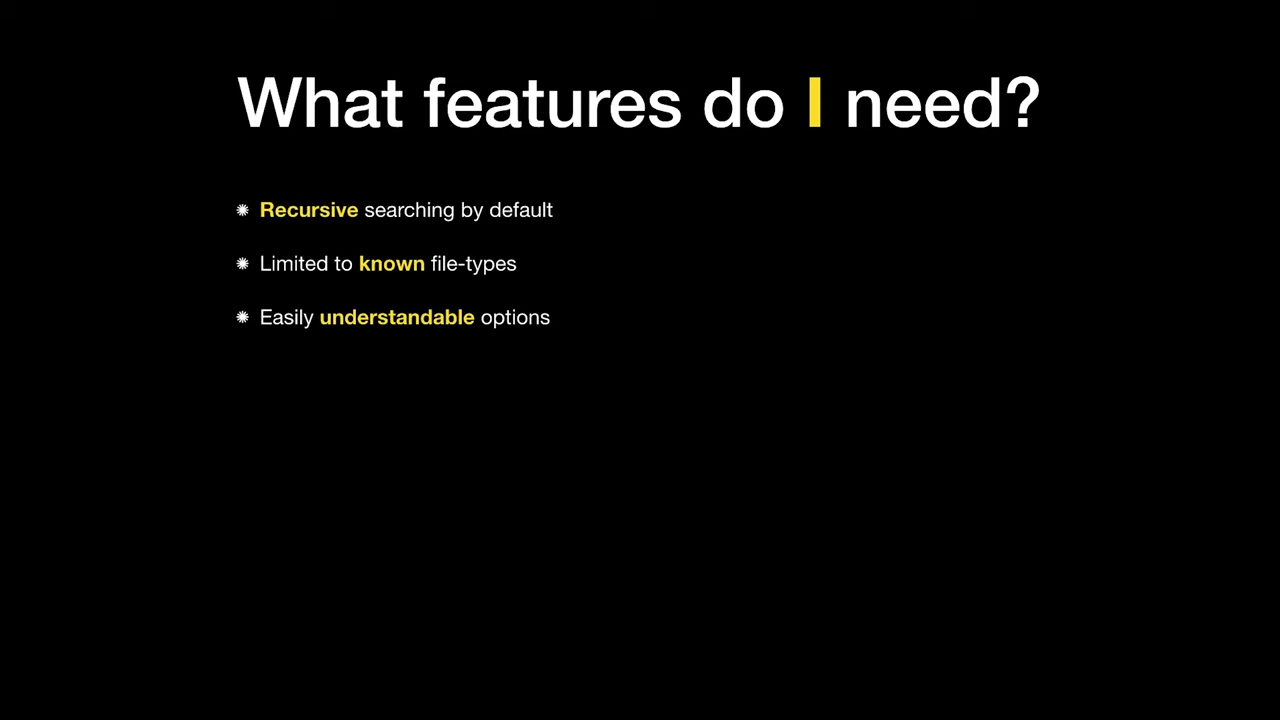 What features do I need?
✹ Recursive searching by default
✹ Limited to known file-types
✹ Easily understandable options